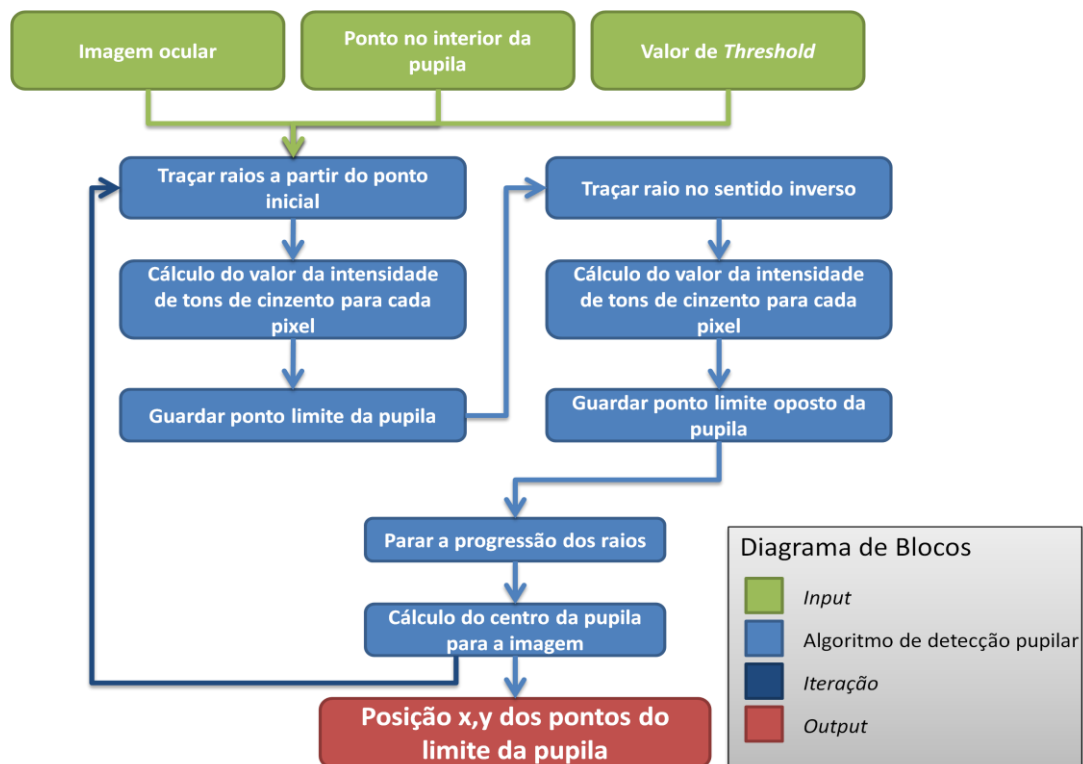 Imagem ocular
Ponto no interior da
pupila
Valor de Threshold
Traçar raios a partir do ponto
inicial
Traçar raio no sentido inverso
Cálculo do valor da intensidade
de tons de cinzento para cada
pixel
Cálculo do valor da intensidade
de tons de cinzento para cada
pixel
Guardar ponto limite da pupila
Guardar ponto limite oposto da
pupila
Parar a progressão dos raios
Cálculo do centro da pupila
para a imagem
Posição x,y dos pontos do
limite da pupila
Diagrama de Blocos
Input
Algoritmo de detecção pupilar
Iteração
Output